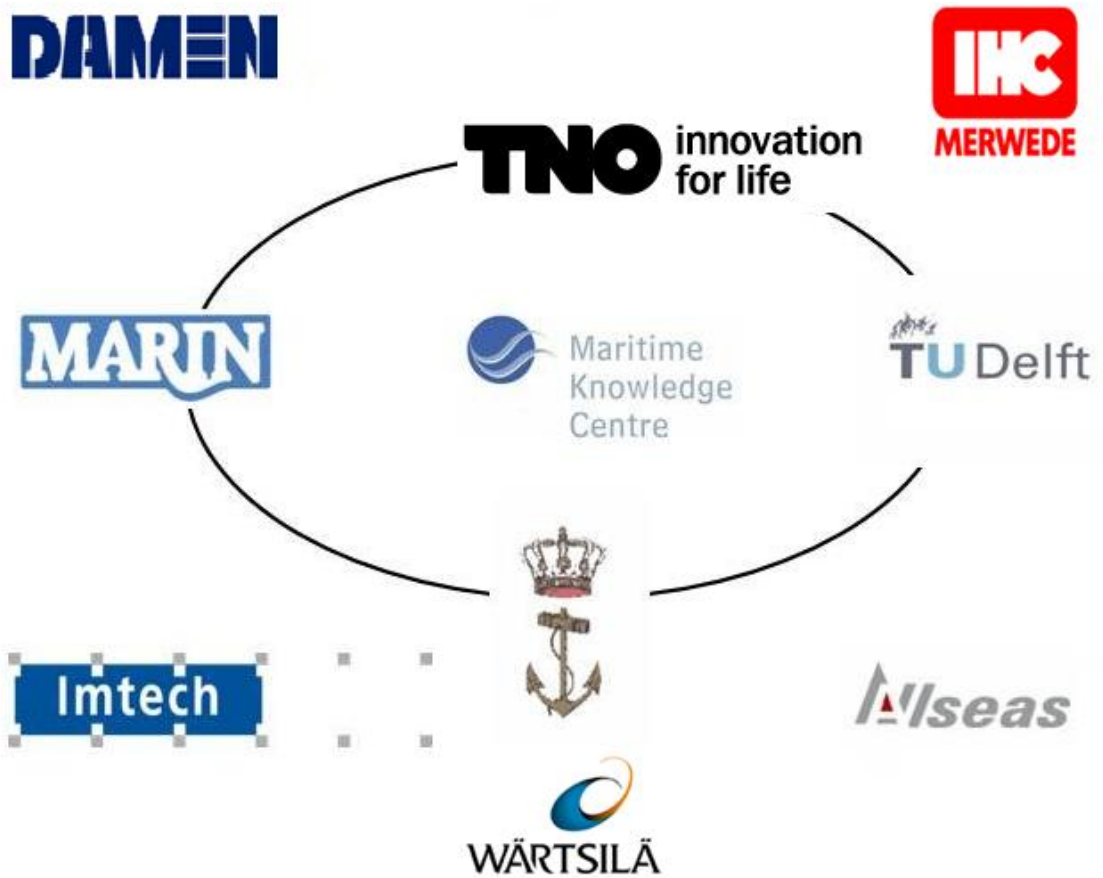 DAMEN
IHC
MERWEDE
TNO innovation
for life
MARIN
Maritime
Knowledge
Centre
TU Delft
Imtech
Allseas
WÄRTSILÄ